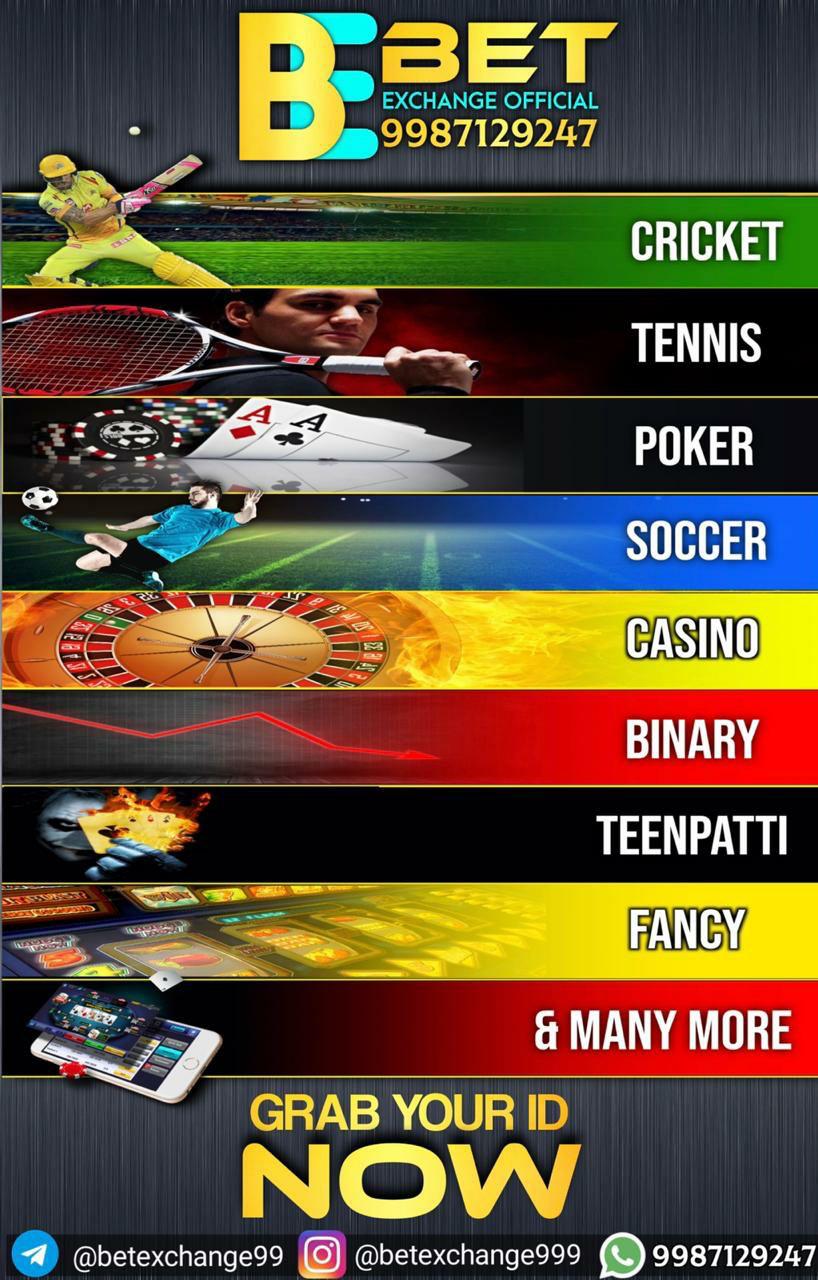 BE BET
EXCHANGE OFFICIAL
9987129247
CRICKET
TENNIS
A A
POKER
SOCCER
CASINO
BINARY
TEENPATTI
FANCY
& MANY MORE
GRAB YOUR ID
NOW
@betexchange99 @betexchange999 9987129247